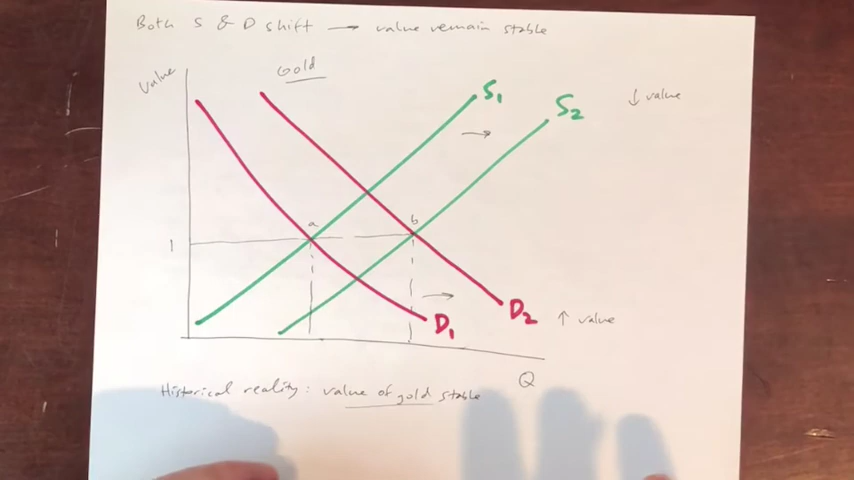 Both S & D shift → value remain stable
Value
Gold
S1
S2
↓ value
a
b
1
D1
D2
↑ value
Q
Historical reality: value of gold stable